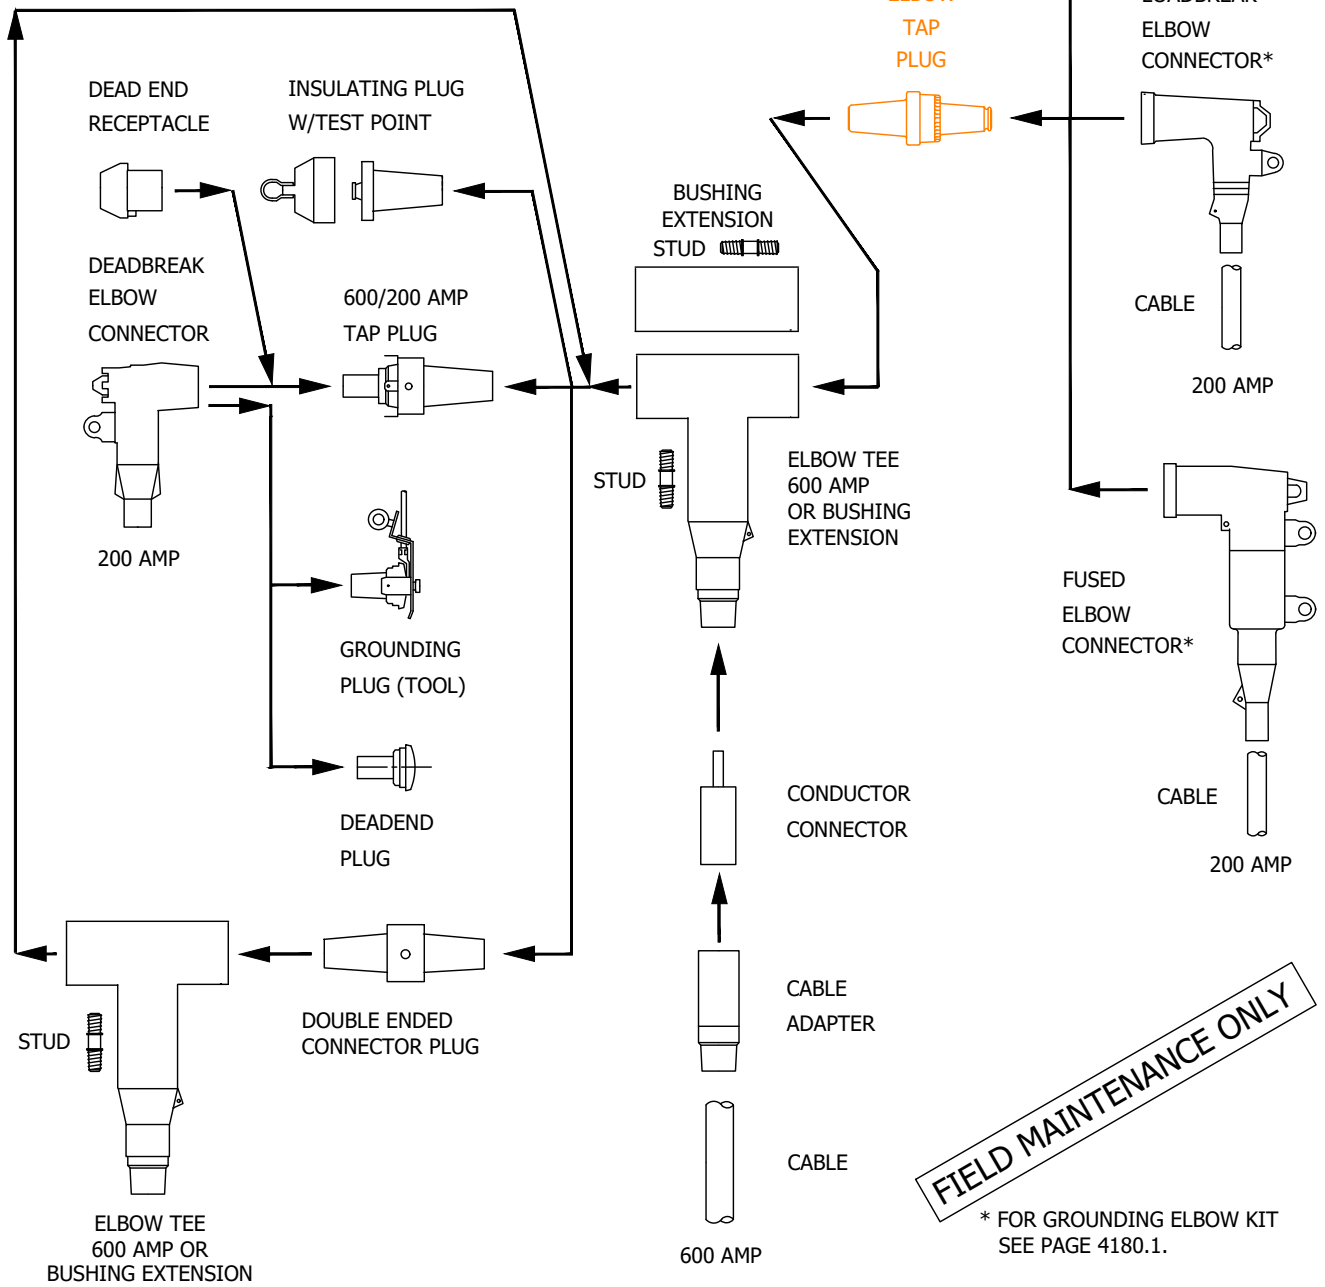 TAP
PLUG
ELBOW
CONNECTOR*
DEAD END
RECEPTACLE
INSULATING PLUG
W/TEST POINT
BUSHING
EXTENSION
STUD
DEADBREAK
ELBOW
CONNECTOR
600/200 AMP
TAP PLUG
CABLE
200 AMP
STUD
ELBOW TEE
600 AMP
OR BUSHING
EXTENSION
200 AMP
FUSED
ELBOW
CONNECTOR*
GROUNDING
PLUG (TOOL)
CONDUCTOR
CONNECTOR
CABLE
DEADEND
PLUG
200 AMP
CABLE
ADAPTER
STUD
DOUBLE ENDED
CONNECTOR PLUG
FIELD MAINTENANCE ONLY
CABLE
ELBOW TEE
600 AMP OR
BUSHING EXTENSION
600 AMP
* FOR GROUNDING ELBOW KIT
SEE PAGE 4180.1.